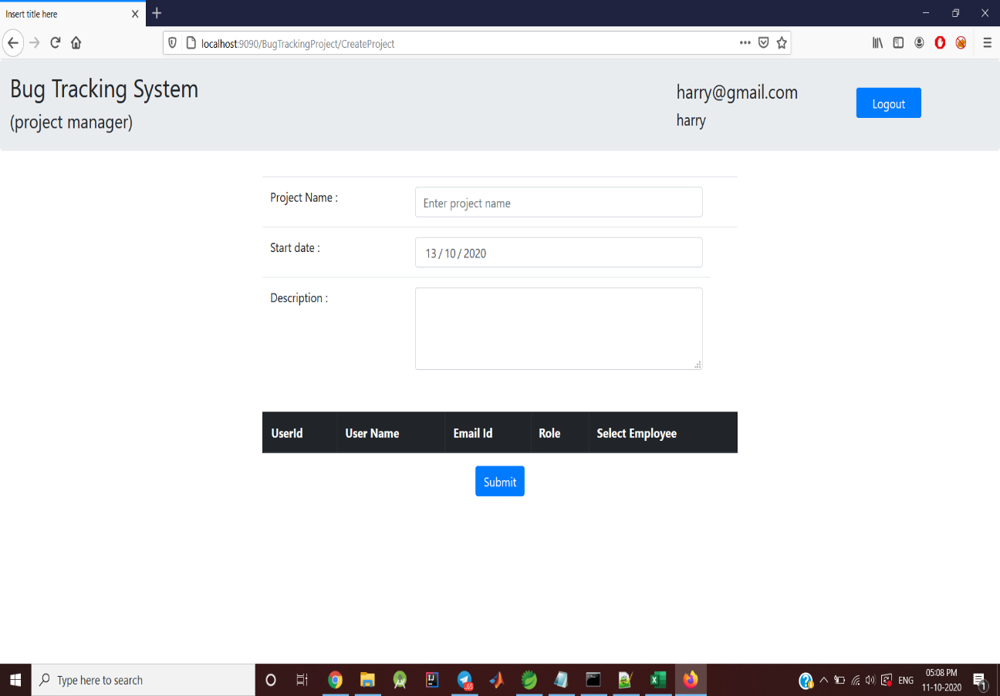 Insert title here
localhost:9090/BugTrackingProject/CreateProject
Bug Tracking System
(project manager)
harry@gmail.com
harry
Logout
Project Name :
Enter project name
Start date :
13 / 10 / 2020
Description :
UserId User Name Email Id Role Select Employee
Submit
Type here to search
65
ENG
05:08 PM
11-10-2020
1